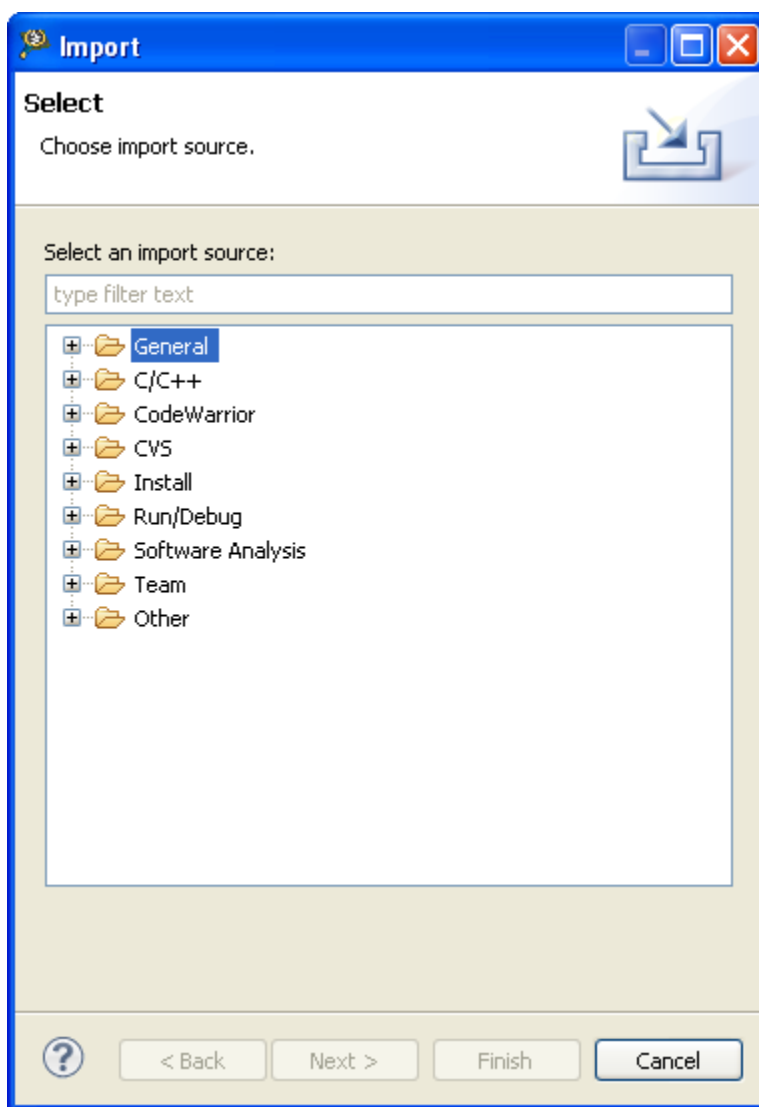 Import
Select
Choose import source.
Select an import source:
type filter text
General
C/C++
CodeWarrior
CVS
Install
Run/Debug
Software Analysis
Team
Other
? < Back Next > Finish Cancel